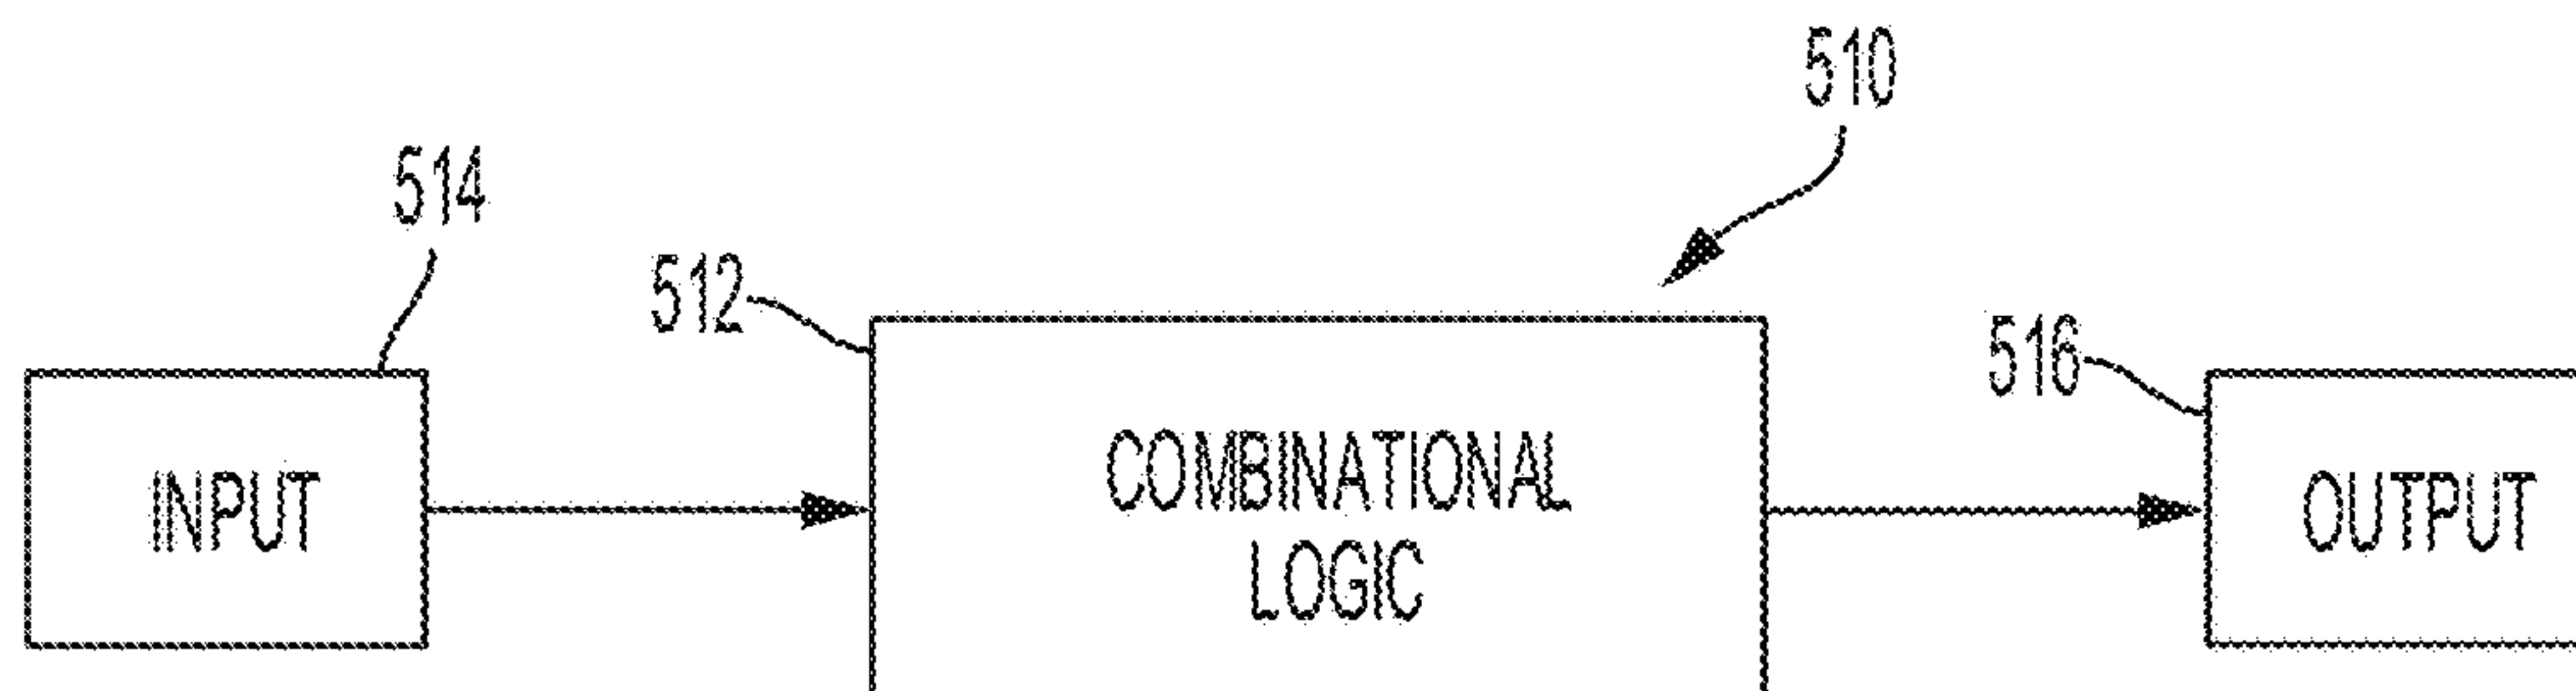 510
514
512
516
INPUT
COMBINATIONAL
LOGIC
OUTPUT